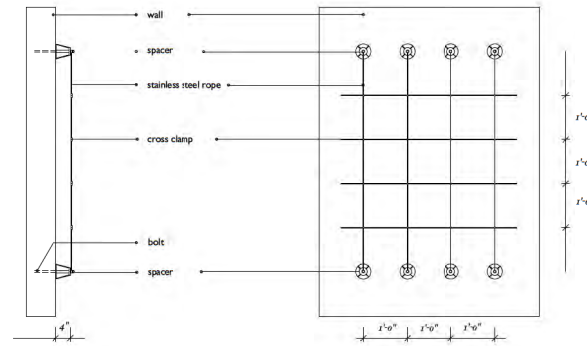 wall
spacer
stainless steel rope
cross clamp
bolt
spacer
4"
1'-0" 1'-0" 1'-0"